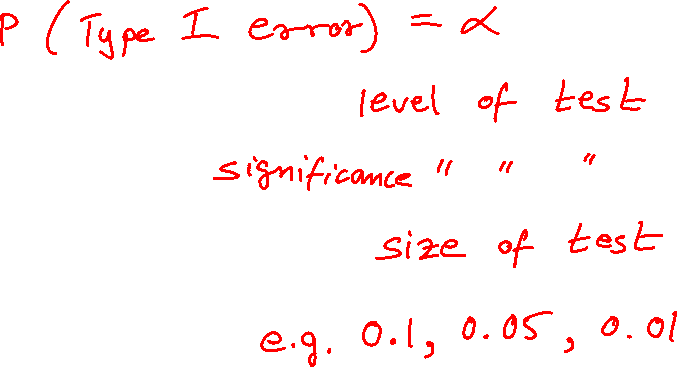 P (Type I error) = α
level of test
significance " " "
size of test
e.g. 0.1, 0.05, 0.01